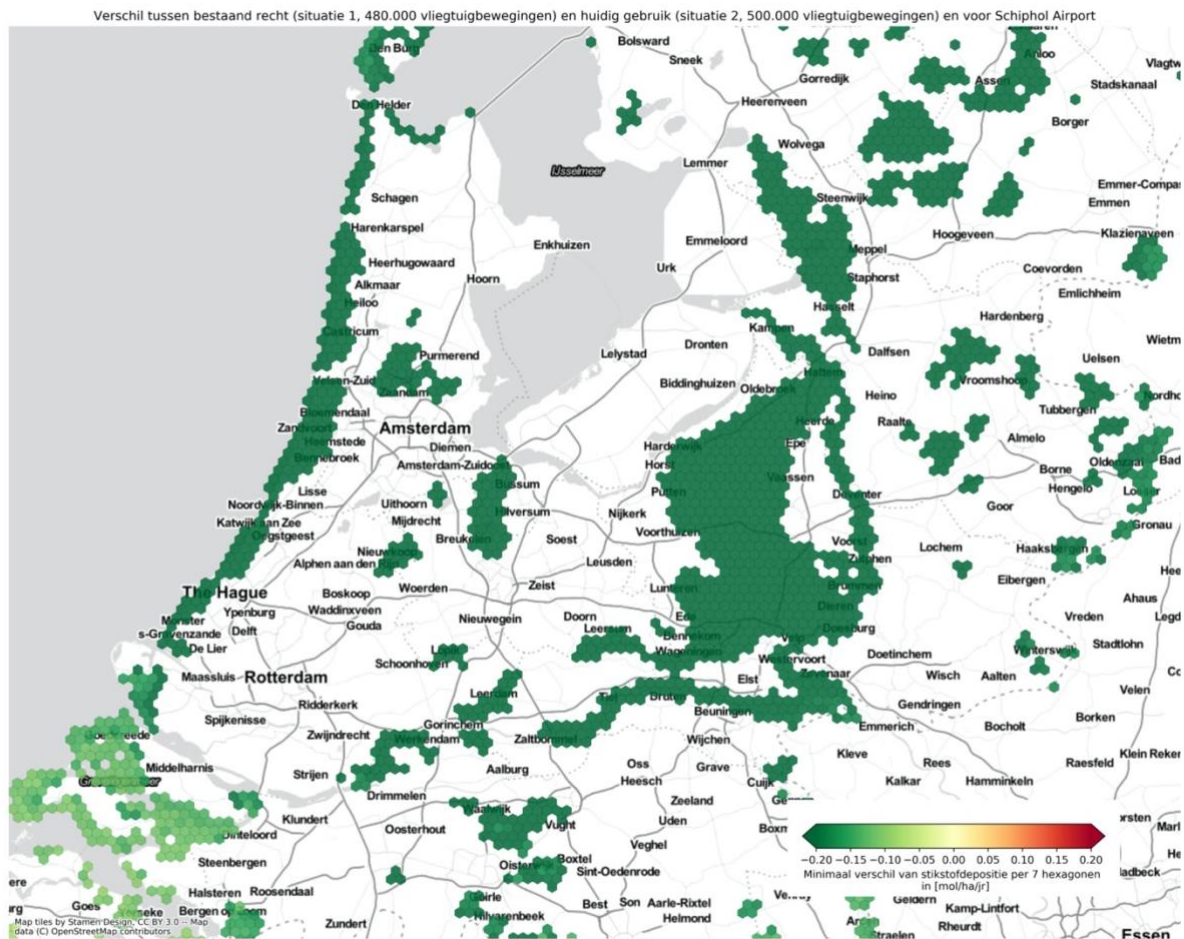 Verschil tussen bestaand recht (situatie 1, 480.000 vliegtuigbewegingen) en huidig gebruik (situatie 2, 500.000 vliegtuigbewegingen) en voor Schiphol Airport
Den Burg
Bolsward
Sneek
Gorredijk
Anloo
Assen
Stadskanaal
Den Helder
Heerenveen
Borger
Wolvega
Lemmer
IJsselmeer
Schagen
Steenwijk
Emmen
Harenkarspel
Enkhuizen
Emmeloord
Meppel
Hoogeveen
Klazienaveen
Heerhugowaard
Hoorn
Urk
Staphorst
Coevorden
Alkmaar
Emlichheim
Heiloo
Hasselt
Hardenberg
Castricum
Kampen
Purmerend
Lelystad
Dronten
Dalfsen
Uelsen
Velsen-Zuid
Zaandam
Biddinghuizen
Oldebroek
Hattem
Heino
Vroomshoop
Bloemendaal
Tubbergen
Zandvoort
Amsterdam
Heerde
Raalte
Heemstede
Diemen
Harderwijk
Epe
Almelo
Bennebroek
Amsterdam-Zuidoost
Horst
Borne
Oldenzaal
Bussum
Vaassen
Hengelo
Losser
Lisse
Putten
Deventer
Noordwijk-Binnen
Uithoorn
Hilversum
Nijkerk
Goor
Katwijk aan Zee
Mijdrecht
Voorthuizen
Gronau
Oegstgeest
Breukelen
Soest
Voorst
Lochem
Haaksbergen
Nieuwkoop
Leusden
Zutphen
Alphen aan den Rijn
Woerden
Zeist
Lunteren
Brummen
Eibergen
The Hague
Boskoop
Ahaus
Ypenburg
Waddinxveen
Doorn
Ede
Dieren
Vreden
Monster
Gouda
Nieuwegein
Leersum
Bennekom
Velp
Doesburg
s-Gravenzande
Delft
Stadtlohn
De Lier
Lopik
Wageningen
Westervoort
Doetinchem
Winterswijk
Schoonhoven
Maassluis
Rotterdam
Elst
Zevenaar
Wisch
Aalten
Velen
Leerdam
Tiel
Druten
Ridderkerk
Beuningen
Gendringen
Spijkenisse
Gorinchem
Emmerich
Bocholt
Borken
Goedereede
Zwijndrecht
Werkendam
Zaltbommel
Wijchen
Kleve
Rees
Raesfeld
Middelharnis
Strijen
Aalburg
Oss
Grave
Heesch
Cuijk
Kalkar
Hamminkeln
Drimmelen
Zeeland
Waalwijk
Klundert
Oosterhout
Vught
Uden
Dinteloord
Veghel
Steenbergen
Boxtel
Sint-Oedenrode
Halsteren
Roosendaal
Goirle
Best
Son
Aarle-Rixtel
Geldern
Kamp-Lintfort
Goes
Hilvarenbeek
Helmond
Rheurdt
Zundert
Straelen
Essen
−0.20 −0.15 −0.10 −0.05 0.00 0.05 0.10 0.15 0.20
Minimaal verschil van stikstofdepositie per 7 hexagonen
in [mol/ha/jr]
Map tiles by Stamen Design, CC BY 3.0 -- Map
data (C) OpenStreetMap contributors